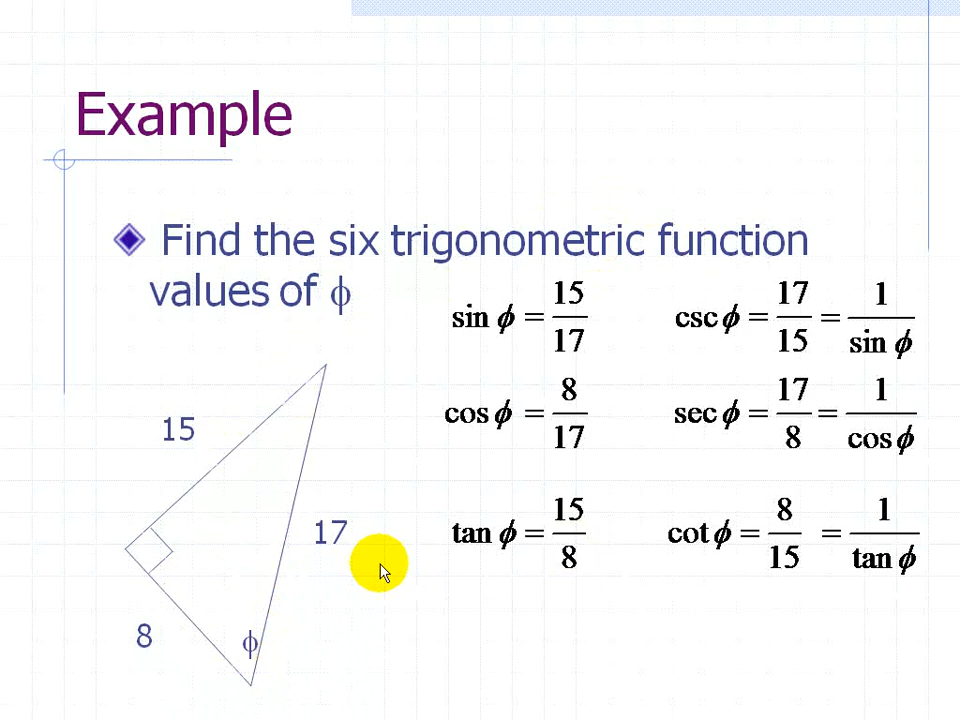 Example
Find the six trigonometric function
values of ϕ
sin ϕ = 15/17
csc ϕ = 17/15 = 1/sin ϕ
cos ϕ = 8/17
sec ϕ = 17/8 = 1/cos ϕ
tan ϕ = 15/8
cot ϕ = 8/15 = 1/tan ϕ
15
17
8
ϕ